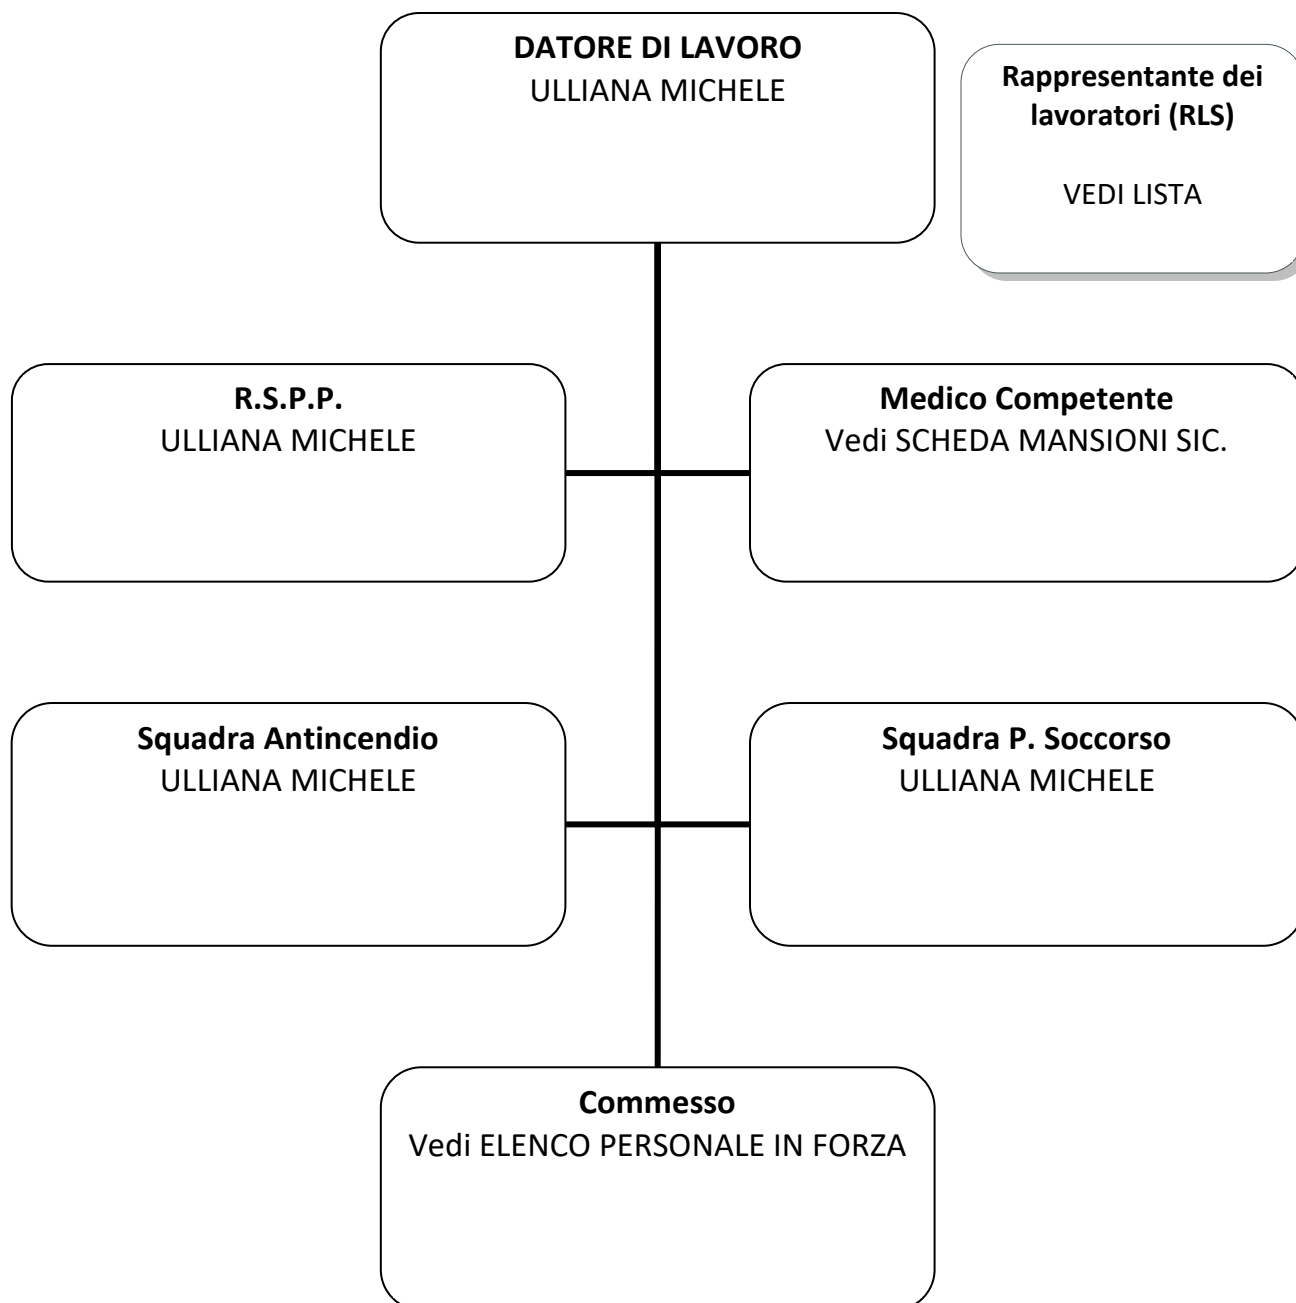 DATORE DI LAVORO
ULLIANA MICHELE
Rappresentante dei
lavoratori (RLS)
VEDI LISTA
R.S.P.P.
ULLIANA MICHELE
Medico Competente
Vedi SCHEDA MANSIONI SIC.
Squadra Antincendio
ULLIANA MICHELE
Squadra P. Soccorso
ULLIANA MICHELE
Commesso
Vedi ELENCO PERSONALE IN FORZA